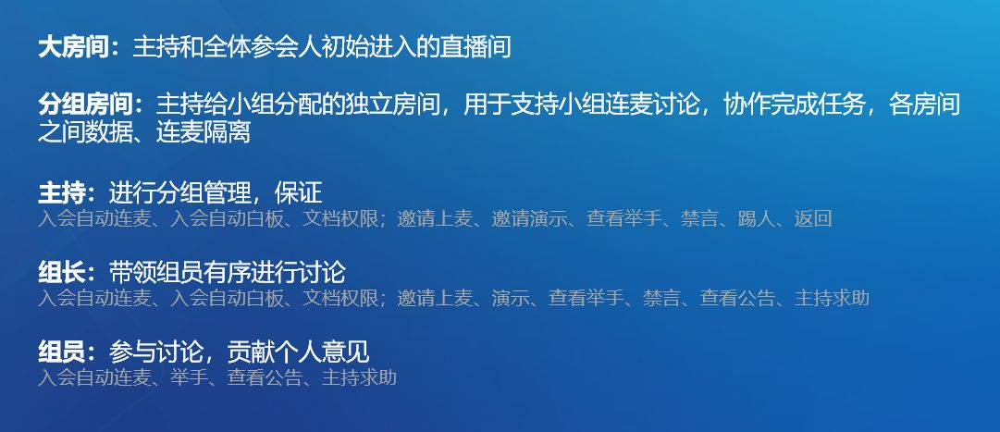 大房间：主持和全体参会人初始进入的直播间
分组房间：主持给小组分配的独立房间，用于支持小组连麦讨论，协作完成任务，各房间
之间数据、连麦隔离
主持：进行分组管理，保证
入会自动连麦、入会自动白板、文档权限；邀请上麦、邀请演示、查看举手、禁言、踢人、返回
组长：带领组员有序进行讨论
入会自动连麦、入会自动白板、文档权限；邀请上麦、演示、查看举手、禁言、查看公告、主持求助
组员：参与讨论，贡献个人意见
入会自动连麦、举手、查看公告、主持求助